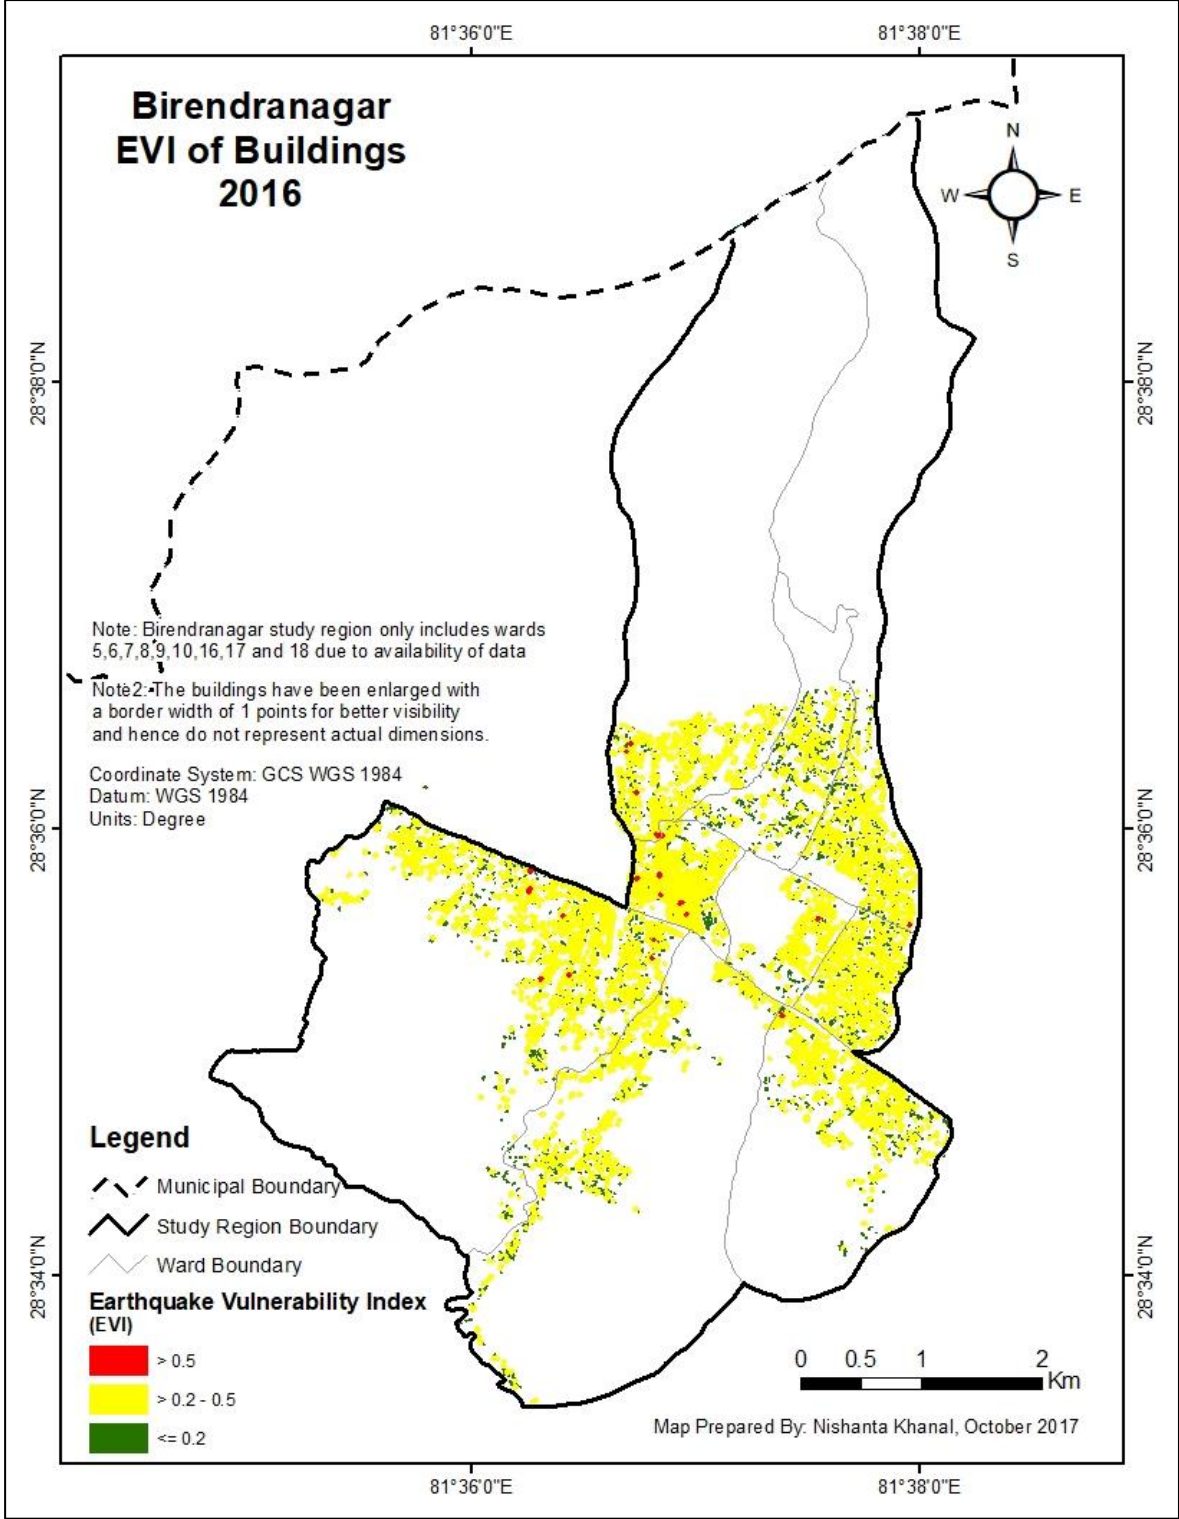 81°36'0"E
81°38'0"E
Birendranagar
EVI of Buildings
2016
N
W
E
S
28°38'0"N
28°38'0"N
Note: Birendranagar study region only includes wards
5,6,7,8,9,10,16,17 and 18 due to availability of data
Note2: The buildings have been enlarged with
a border width of 1 points for better visibility
and hence do not represent actual dimensions.
Coordinate System: GCS WGS 1984
Datum: WGS 1984
Units: Degree
28°36'0"N
28°36'0"N
Legend
Municipal Boundary
Study Region Boundary
Ward Boundary
28°34'0"N
28°34'0"N
Earthquake Vulnerability Index
(EVI)
> 0.5
> 0.2 - 0.5
<= 0.2
0 0.5 1 2
Km
Map Prepared By: Nishanta Khanal, October 2017
81°36'0"E
81°38'0"E